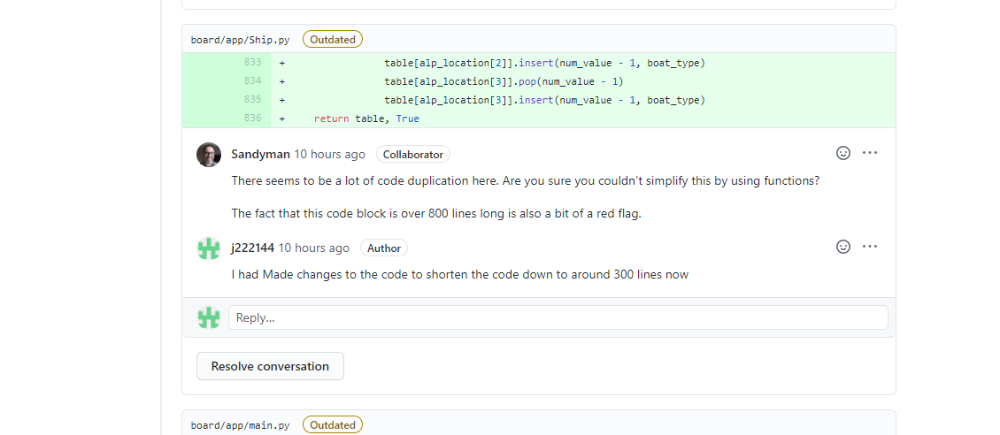 board/app/Ship.py Outdated
833 + table[alp_location[2]].insert(num_value - 1, boat_type)
834 + table[alp_location[3]].pop(num_value - 1)
835 + table[alp_location[3]].insert(num_value - 1, boat_type)
836 + return table, True
Sandyman 10 hours ago Collaborator
There seems to be a lot of code duplication here. Are you sure you couldn't simplify this by using functions?
The fact that this code block is over 800 lines long is also a bit of a red flag.
j222144 10 hours ago Author
I had Made changes to the code to shorten the code down to around 300 lines now
Reply...
Resolve conversation
board/app/main.py Outdated